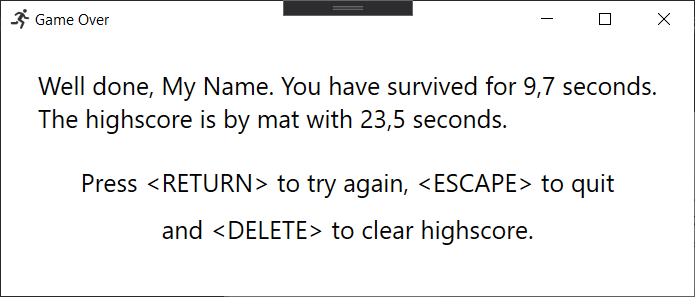 Game Over
Well done, My Name. You have survived for 9,7 seconds.
The highscore is by mat with 23,5 seconds.
Press <RETURN> to try again, <ESCAPE> to quit
and <DELETE> to clear highscore.